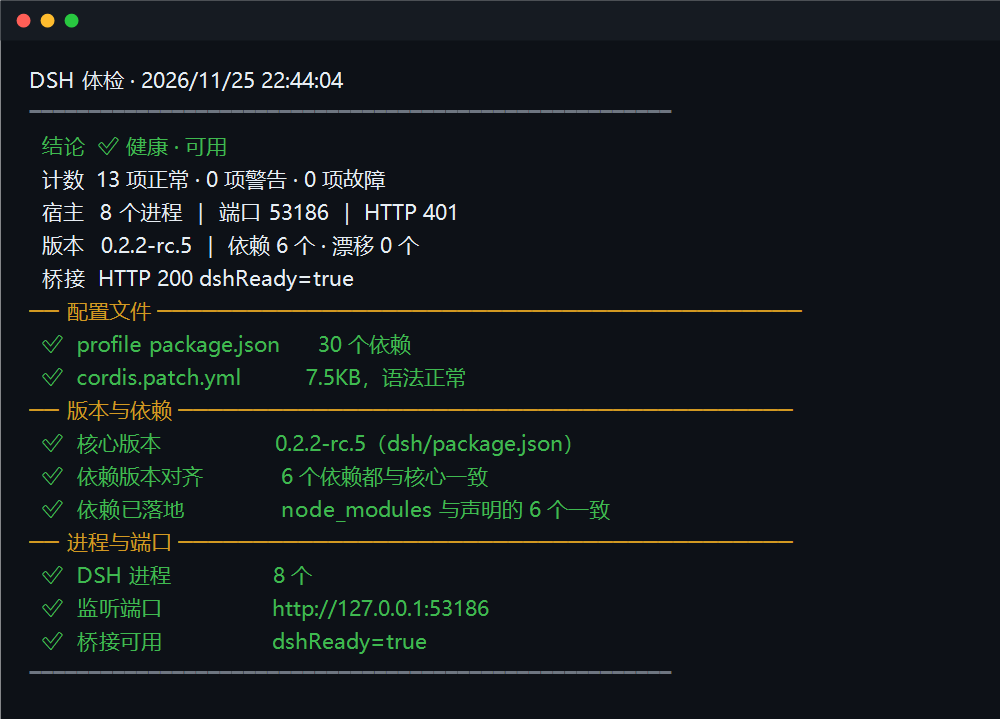 DSH 体检 · 2026/11/25 22:44:04
结论 ✅ 健康 · 可用
计数 13 项正常 · 0 项警告 · 0 项故障
宿主 8 个进程 | 端口 53186 | HTTP 401
版本 0.2.2-rc.5 | 依赖 6 个 · 漂移 0 个
桥接 HTTP 200 dshReady=true
── 配置文件 ──
✅ profile package.json 30 个依赖
✅ cordis.patch.yml 7.5KB，语法正常
── 版本与依赖 ──
✅ 核心版本 0.2.2-rc.5（dsh/package.json）
✅ 依赖版本对齐 6 个依赖都与核心一致
✅ 依赖已落地 node_modules 与声明的 6 个一致
── 进程与端口 ──
✅ DSH 进程 8 个
✅ 监听端口 http://127.0.0.1:53186
✅ 桥接可用 dshReady=true